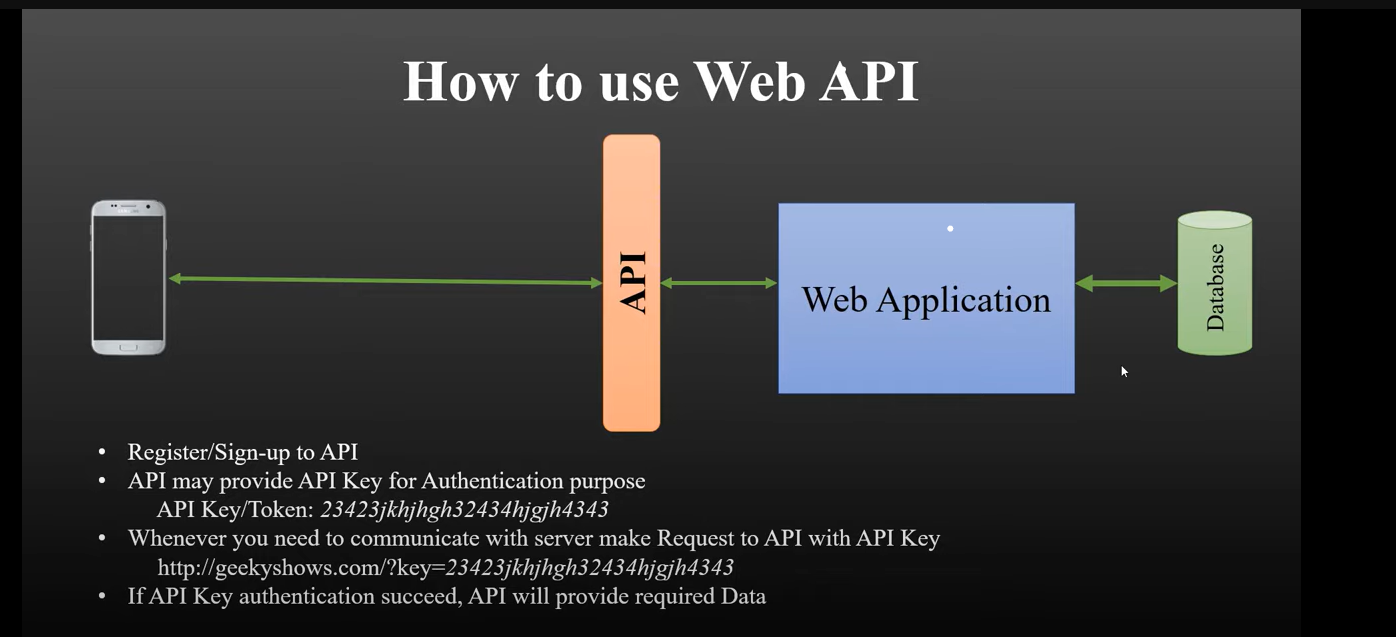 How to use Web API
API
Web Application
Database
• Register/Sign-up to API
• API may provide API Key for Authentication purpose
API Key/Token: 23423jkhjhgh32434hjgjh4343
• Whenever you need to communicate with server make Request to API with API Key
http://geekyshows.com/?key=23423jkhjhgh32434hjgjh4343
• If API Key authentication succeed, API will provide required Data